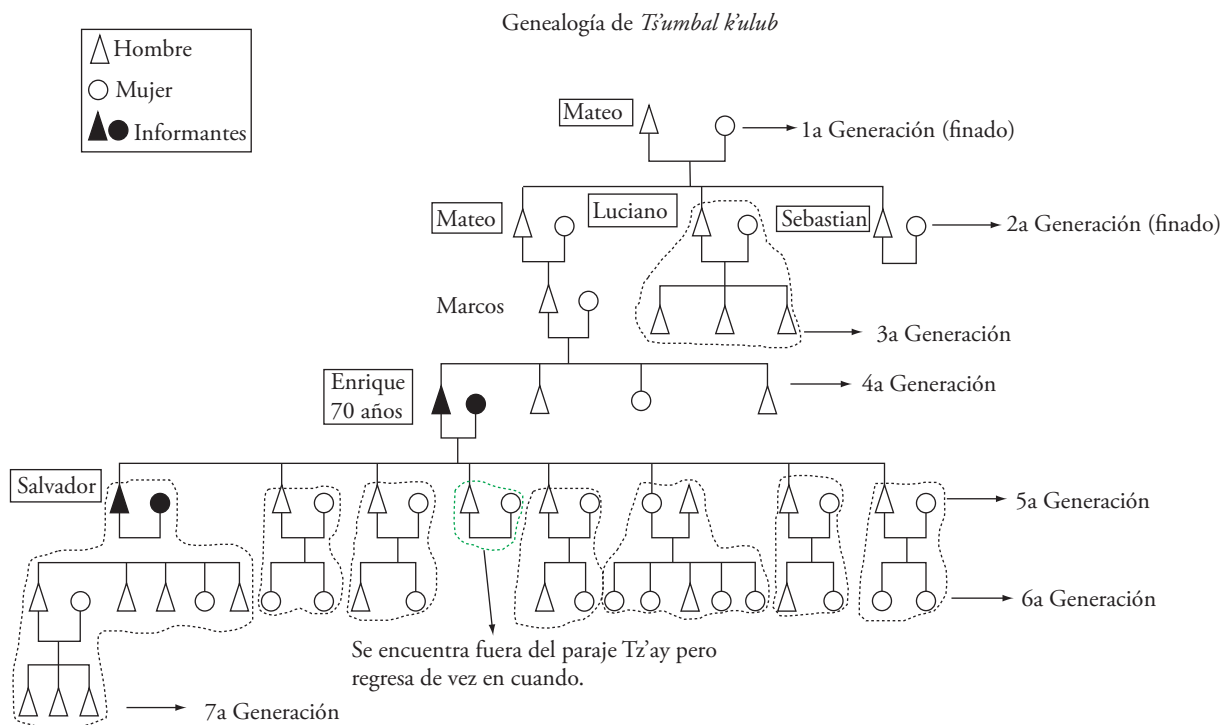 Genealogía de Ts'umbal k'ulub
Hombre
Mujer
Informantes
Mateo
1a Generación (finado)
Mateo
Luciano
Sebastian
2a Generación (finado)
Marcos
3a Generación
Enrique
70 años
4a Generación
Salvador
5a Generación
6a Generación
Se encuentra fuera del paraje Tz'ay pero
regresa de vez en cuando.
7a Generación